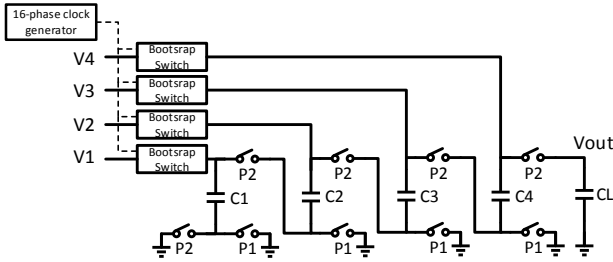 16-phase clock
generator
V4
Bootsrap
Switch
V3
Bootsrap
Switch
V2
Bootsrap
Switch
V1
Bootsrap
Switch
Vout
P2
P2
P2
P2
C1
C2
C3
C4
CL
P2
P1
P1
P1
P1